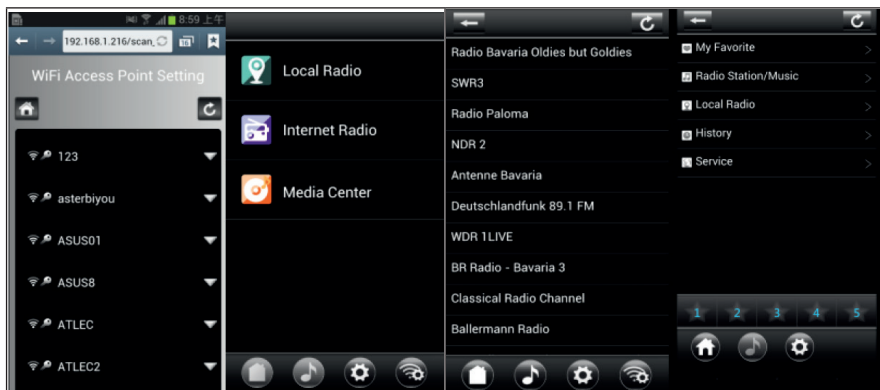 8:59 上午
192.168.1.216/scan_
16
WiFi Access Point Setting
123
asterbiyou
ASUS01
ASUS8
ATLEC
ATLEC2
Local Radio
Internet Radio
Media Center
Radio Bavaria Oldies but Goldies
SWR3
Radio Paloma
NDR 2
Antenne Bavaria
Deutschlandfunk 89.1 FM
WDR 1LIVE
BR Radio - Bavaria 3
Classical Radio Channel
Ballermann Radio
My Favorite
Radio Station/Music
Local Radio
History
Service
1 2 3 4 5